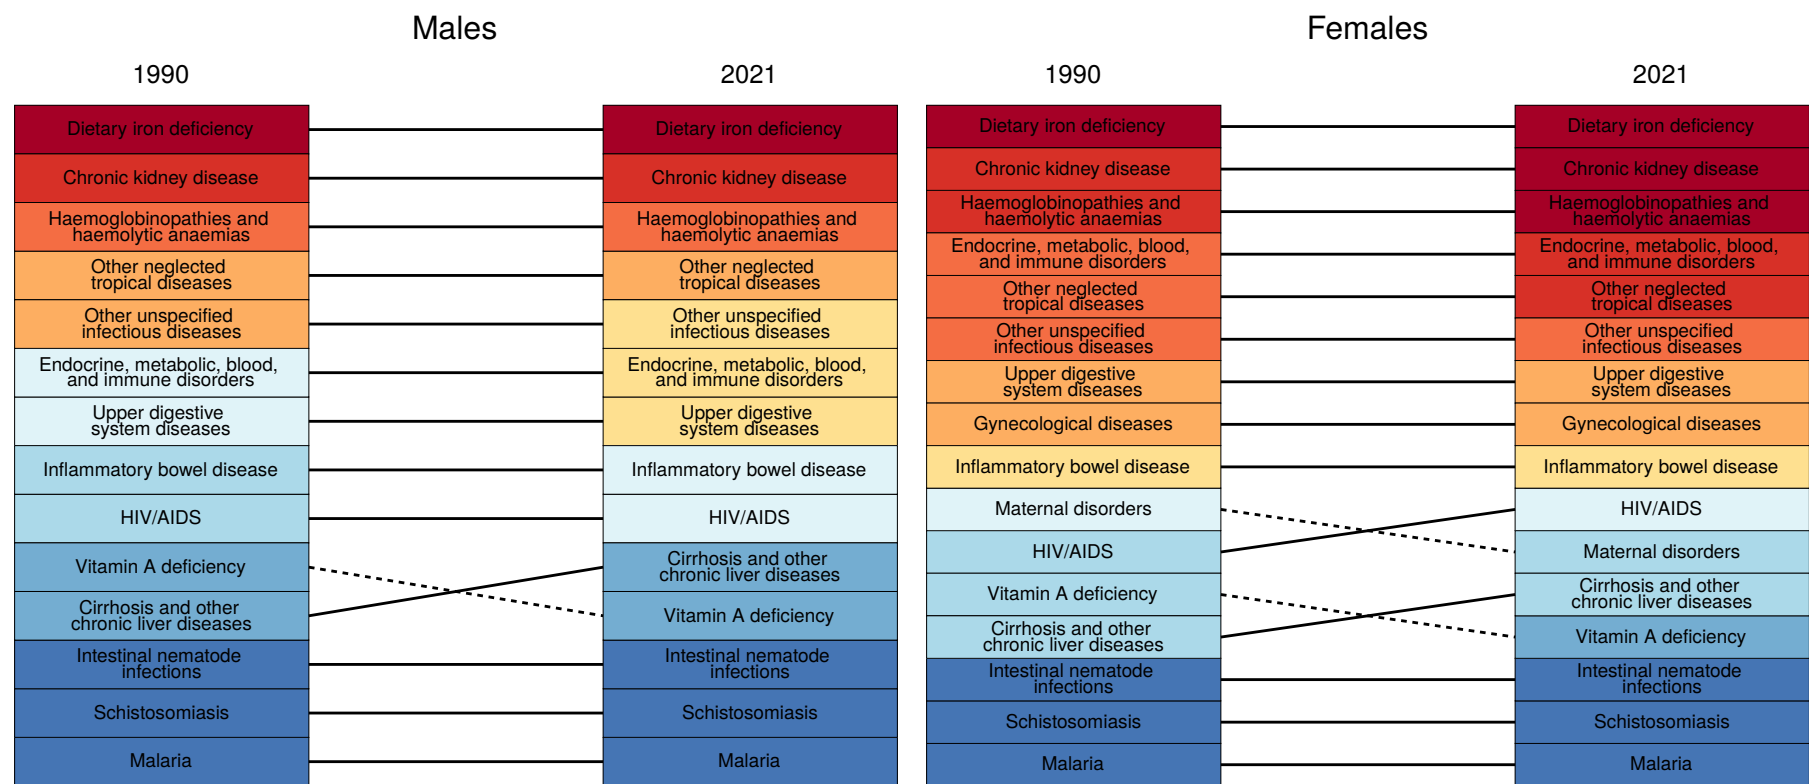 Males
1990
2021
Dietary iron deficiency
Chronic kidney disease
Haemoglobinopathies and
haemolytic anaemias
Other neglected
tropical diseases
Other unspecified
infectious diseases
Endocrine, metabolic, blood,
and immune disorders
Upper digestive
system diseases
Inflammatory bowel disease
HIV/AIDS
Vitamin A deficiency
Cirrhosis and other
chronic liver diseases
Intestinal nematode
infections
Schistosomiasis
Malaria
Dietary iron deficiency
Chronic kidney disease
Haemoglobinopathies and
haemolytic anaemias
Other neglected
tropical diseases
Other unspecified
infectious diseases
Endocrine, metabolic, blood,
and immune disorders
Upper digestive
system diseases
Inflammatory bowel disease
HIV/AIDS
Cirrhosis and other
chronic liver diseases
Vitamin A deficiency
Intestinal nematode
infections
Schistosomiasis
Malaria
Females
1990
2021
Dietary iron deficiency
Chronic kidney disease
Haemoglobinopathies and
haemolytic anaemias
Endocrine, metabolic, blood,
and immune disorders
Other neglected
tropical diseases
Other unspecified
infectious diseases
Upper digestive
system diseases
Gynecological diseases
Inflammatory bowel disease
Maternal disorders
HIV/AIDS
Vitamin A deficiency
Cirrhosis and other
chronic liver diseases
Intestinal nematode
infections
Schistosomiasis
Malaria
Dietary iron deficiency
Chronic kidney disease
Haemoglobinopathies and
haemolytic anaemias
Endocrine, metabolic, blood,
and immune disorders
Other neglected
tropical diseases
Other unspecified
infectious diseases
Upper digestive
system diseases
Gynecological diseases
Inflammatory bowel disease
HIV/AIDS
Maternal disorders
Cirrhosis and other
chronic liver diseases
Vitamin A deficiency
Intestinal nematode
infections
Schistosomiasis
Malaria